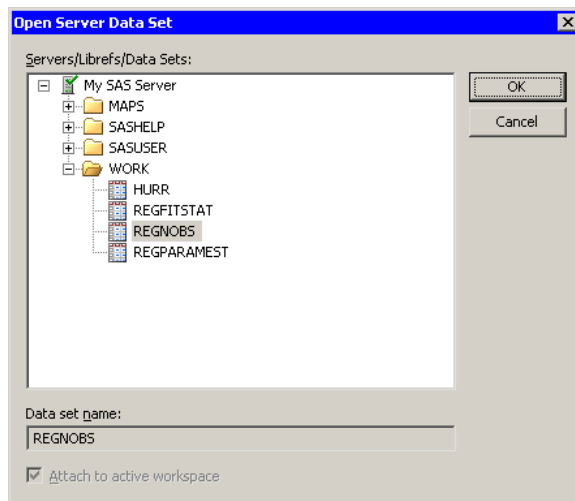 Open Server Data Set
Servers/Librefs/Data Sets:
My SAS Server
MAPS
SASHELP
SASUSER
WORK
HURR
REGFITSTAT
REGNOBS
REGPARAMEST
OK
Cancel
Data set name:
REGNOBS
Attach to active workspace